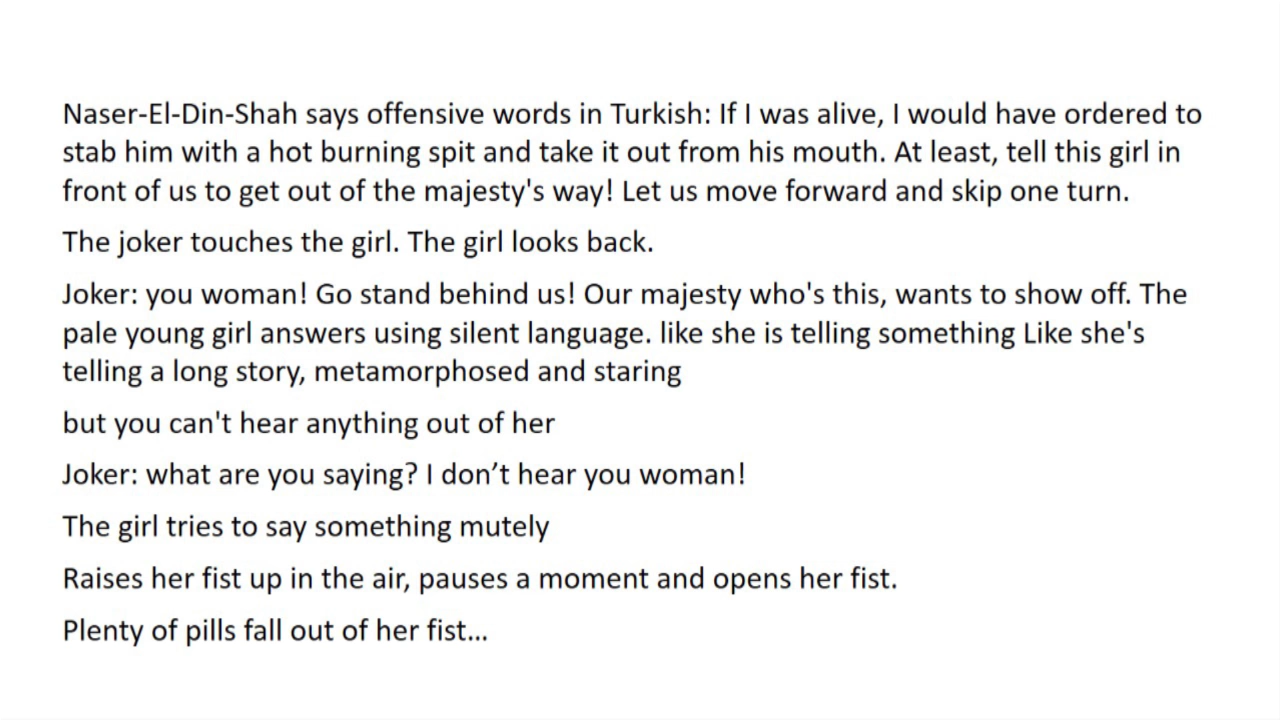 Naser-El-Din-Shah says offensive words in Turkish: If I was alive, I would have ordered to
stab him with a hot burning spit and take it out from his mouth. At least, tell this girl in
front of us to get out of the majesty's way! Let us move forward and skip one turn.
The joker touches the girl. The girl looks back.
Joker: you woman! Go stand behind us! Our majesty who's this, wants to show off. The
pale young girl answers using silent language. like she is telling something Like she's
telling a long story, metamorphosed and staring
but you can't hear anything out of her
Joker: what are you saying? I don’t hear you woman!
The girl tries to say something mutely
Raises her fist up in the air, pauses a moment and opens her fist.
Plenty of pills fall out of her fist...